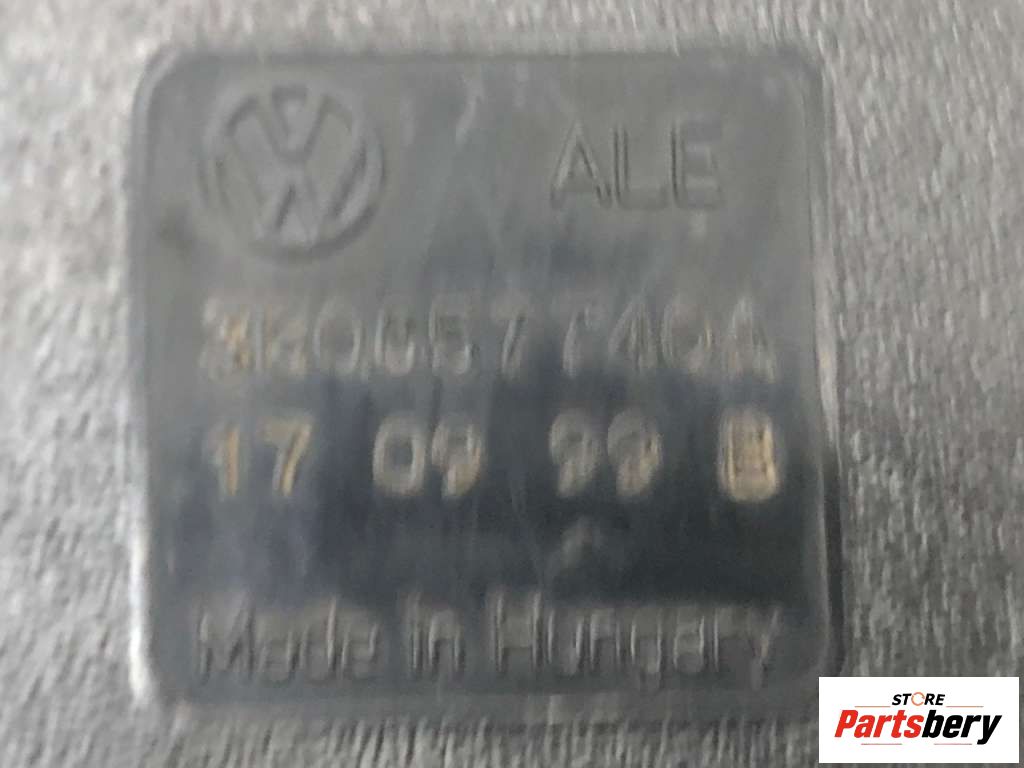 ALE
17 09 99 B
Made in Hungary
STORE
Partsbery